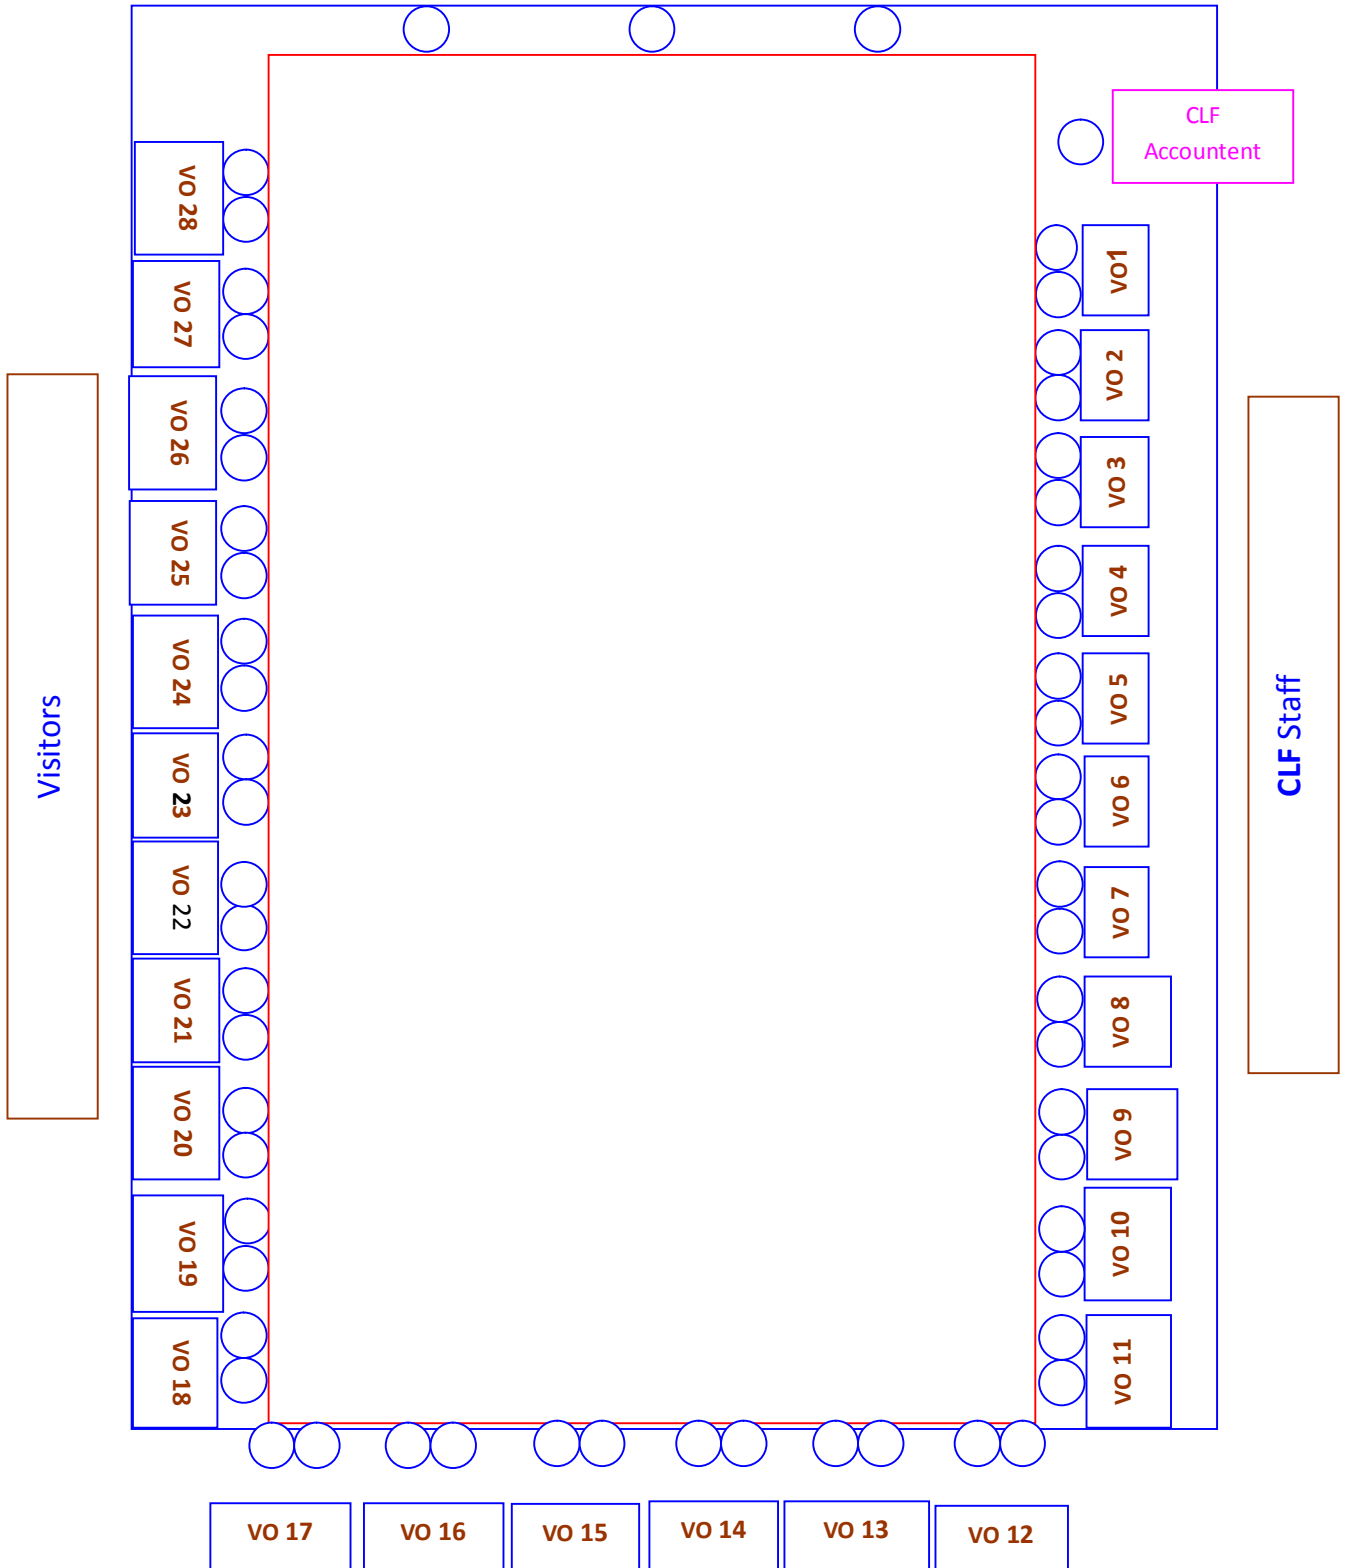 CLF
Accountent
VO 28
VO 27
VO 26
VO 25
VO 24
VO 23
VO 22
VO 21
VO 20
VO 19
VO 18
VO1
VO 2
VO 3
VO 4
VO 5
VO 6
VO 7
VO 8
VO 9
VO 10
VO 11
Visitors
CLF Staff
VO 17
VO 16
VO 15
VO 14
VO 13
VO 12